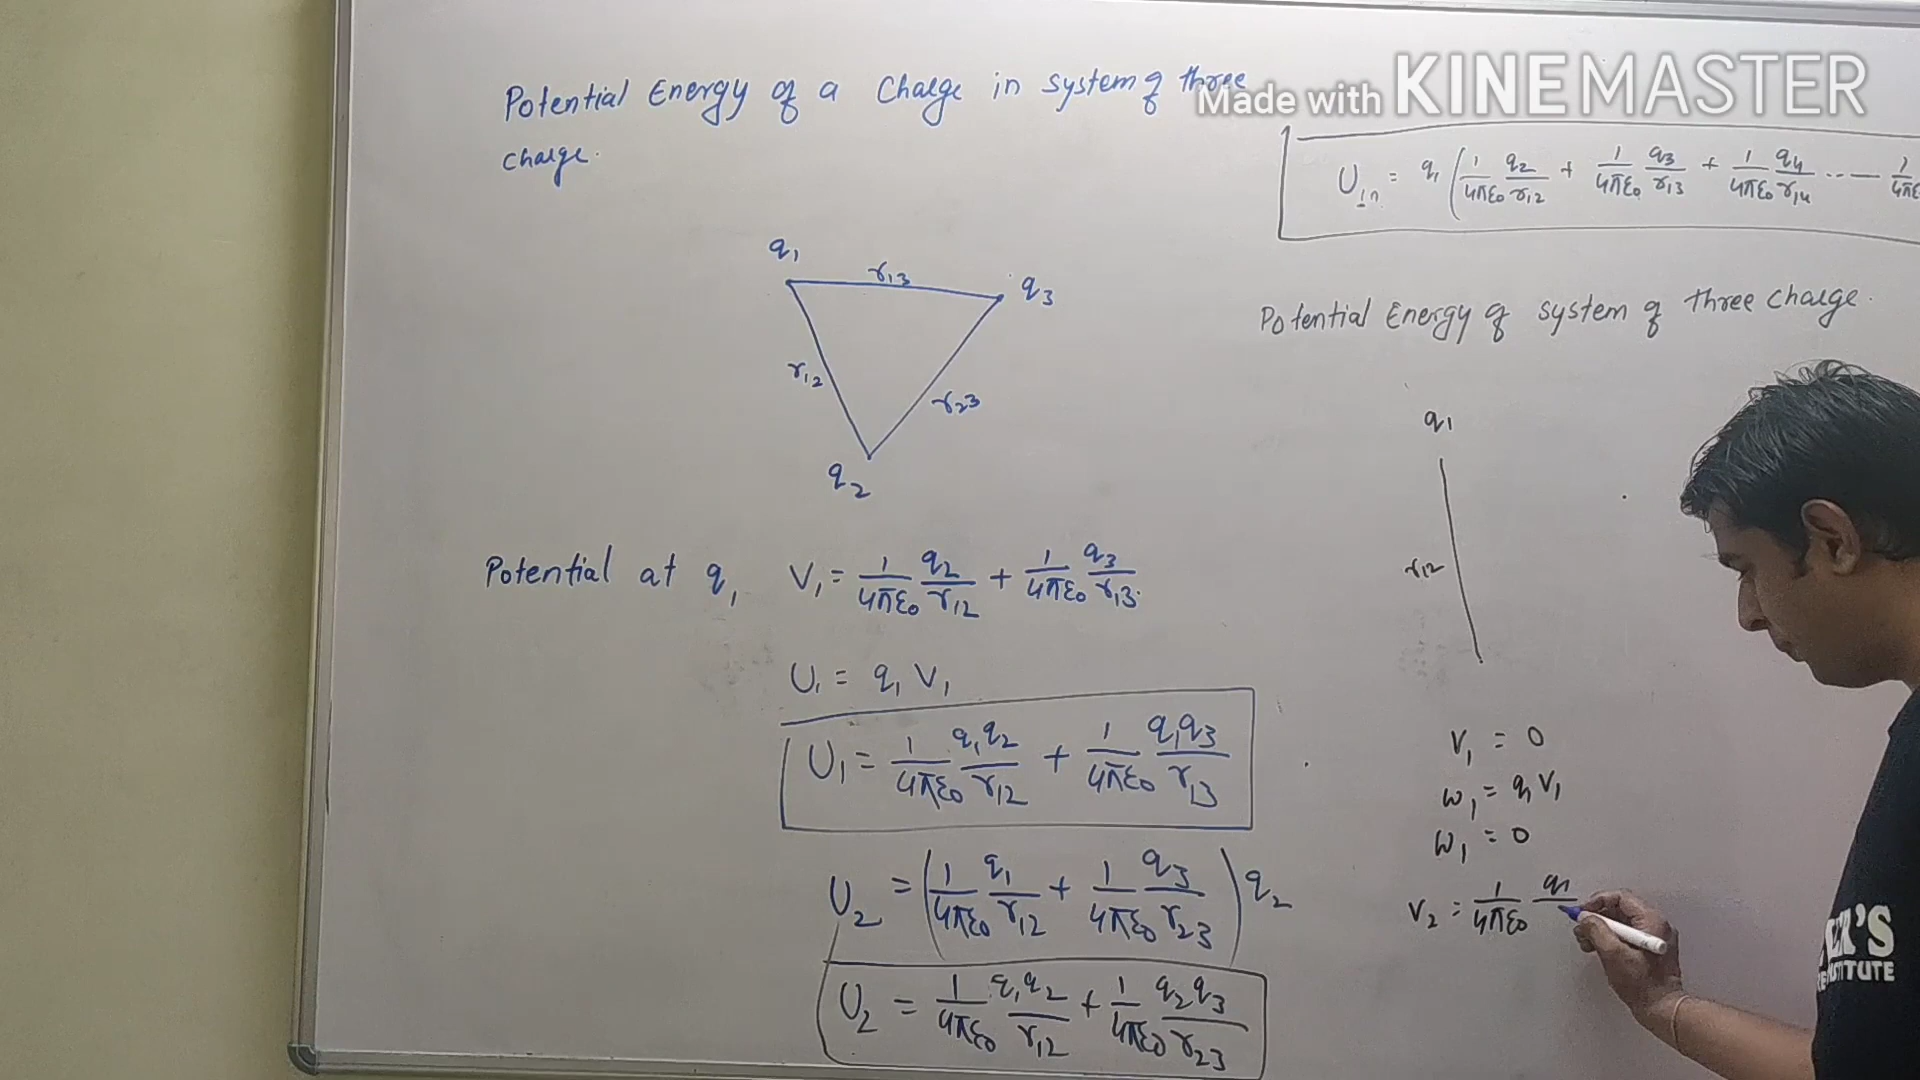 Made with KINEMASTER
Potential Energy of a Charge in system of three
charge.
q₁
r₁₃
q₃
r₁₂
r₂₃
q₂
Potential at q₁ V₁ = 1/4πε₀ q₂/r₁₂ + 1/4πε₀ q₃/r₁₃.
U₁ = q₁ V₁
U₁ = 1/4πε₀ q₁q₂/r₁₂ + 1/4πε₀ q₁q₃/r₁₃
U₂ = (1/4πε₀ q₁/r₁₂ + 1/4πε₀ q₃/r₂₃) q₂
U₂ = 1/4πε₀ q₁q₂/r₁₂ + 1/4πε₀ q₂q₃/r₂₃
U₁ₙ = q₁ (1/4πε₀ q₂/r₁₂ + 1/4πε₀ q₃/r₁₃ + 1/4πε₀ q₄/r₁₄ ...—
Potential Energy of system of three charge.
q₁
r₁₂
V₁ = 0
W₁ = q₁ V₁
W₁ = 0
V₂ = 1/4πε₀ q₁